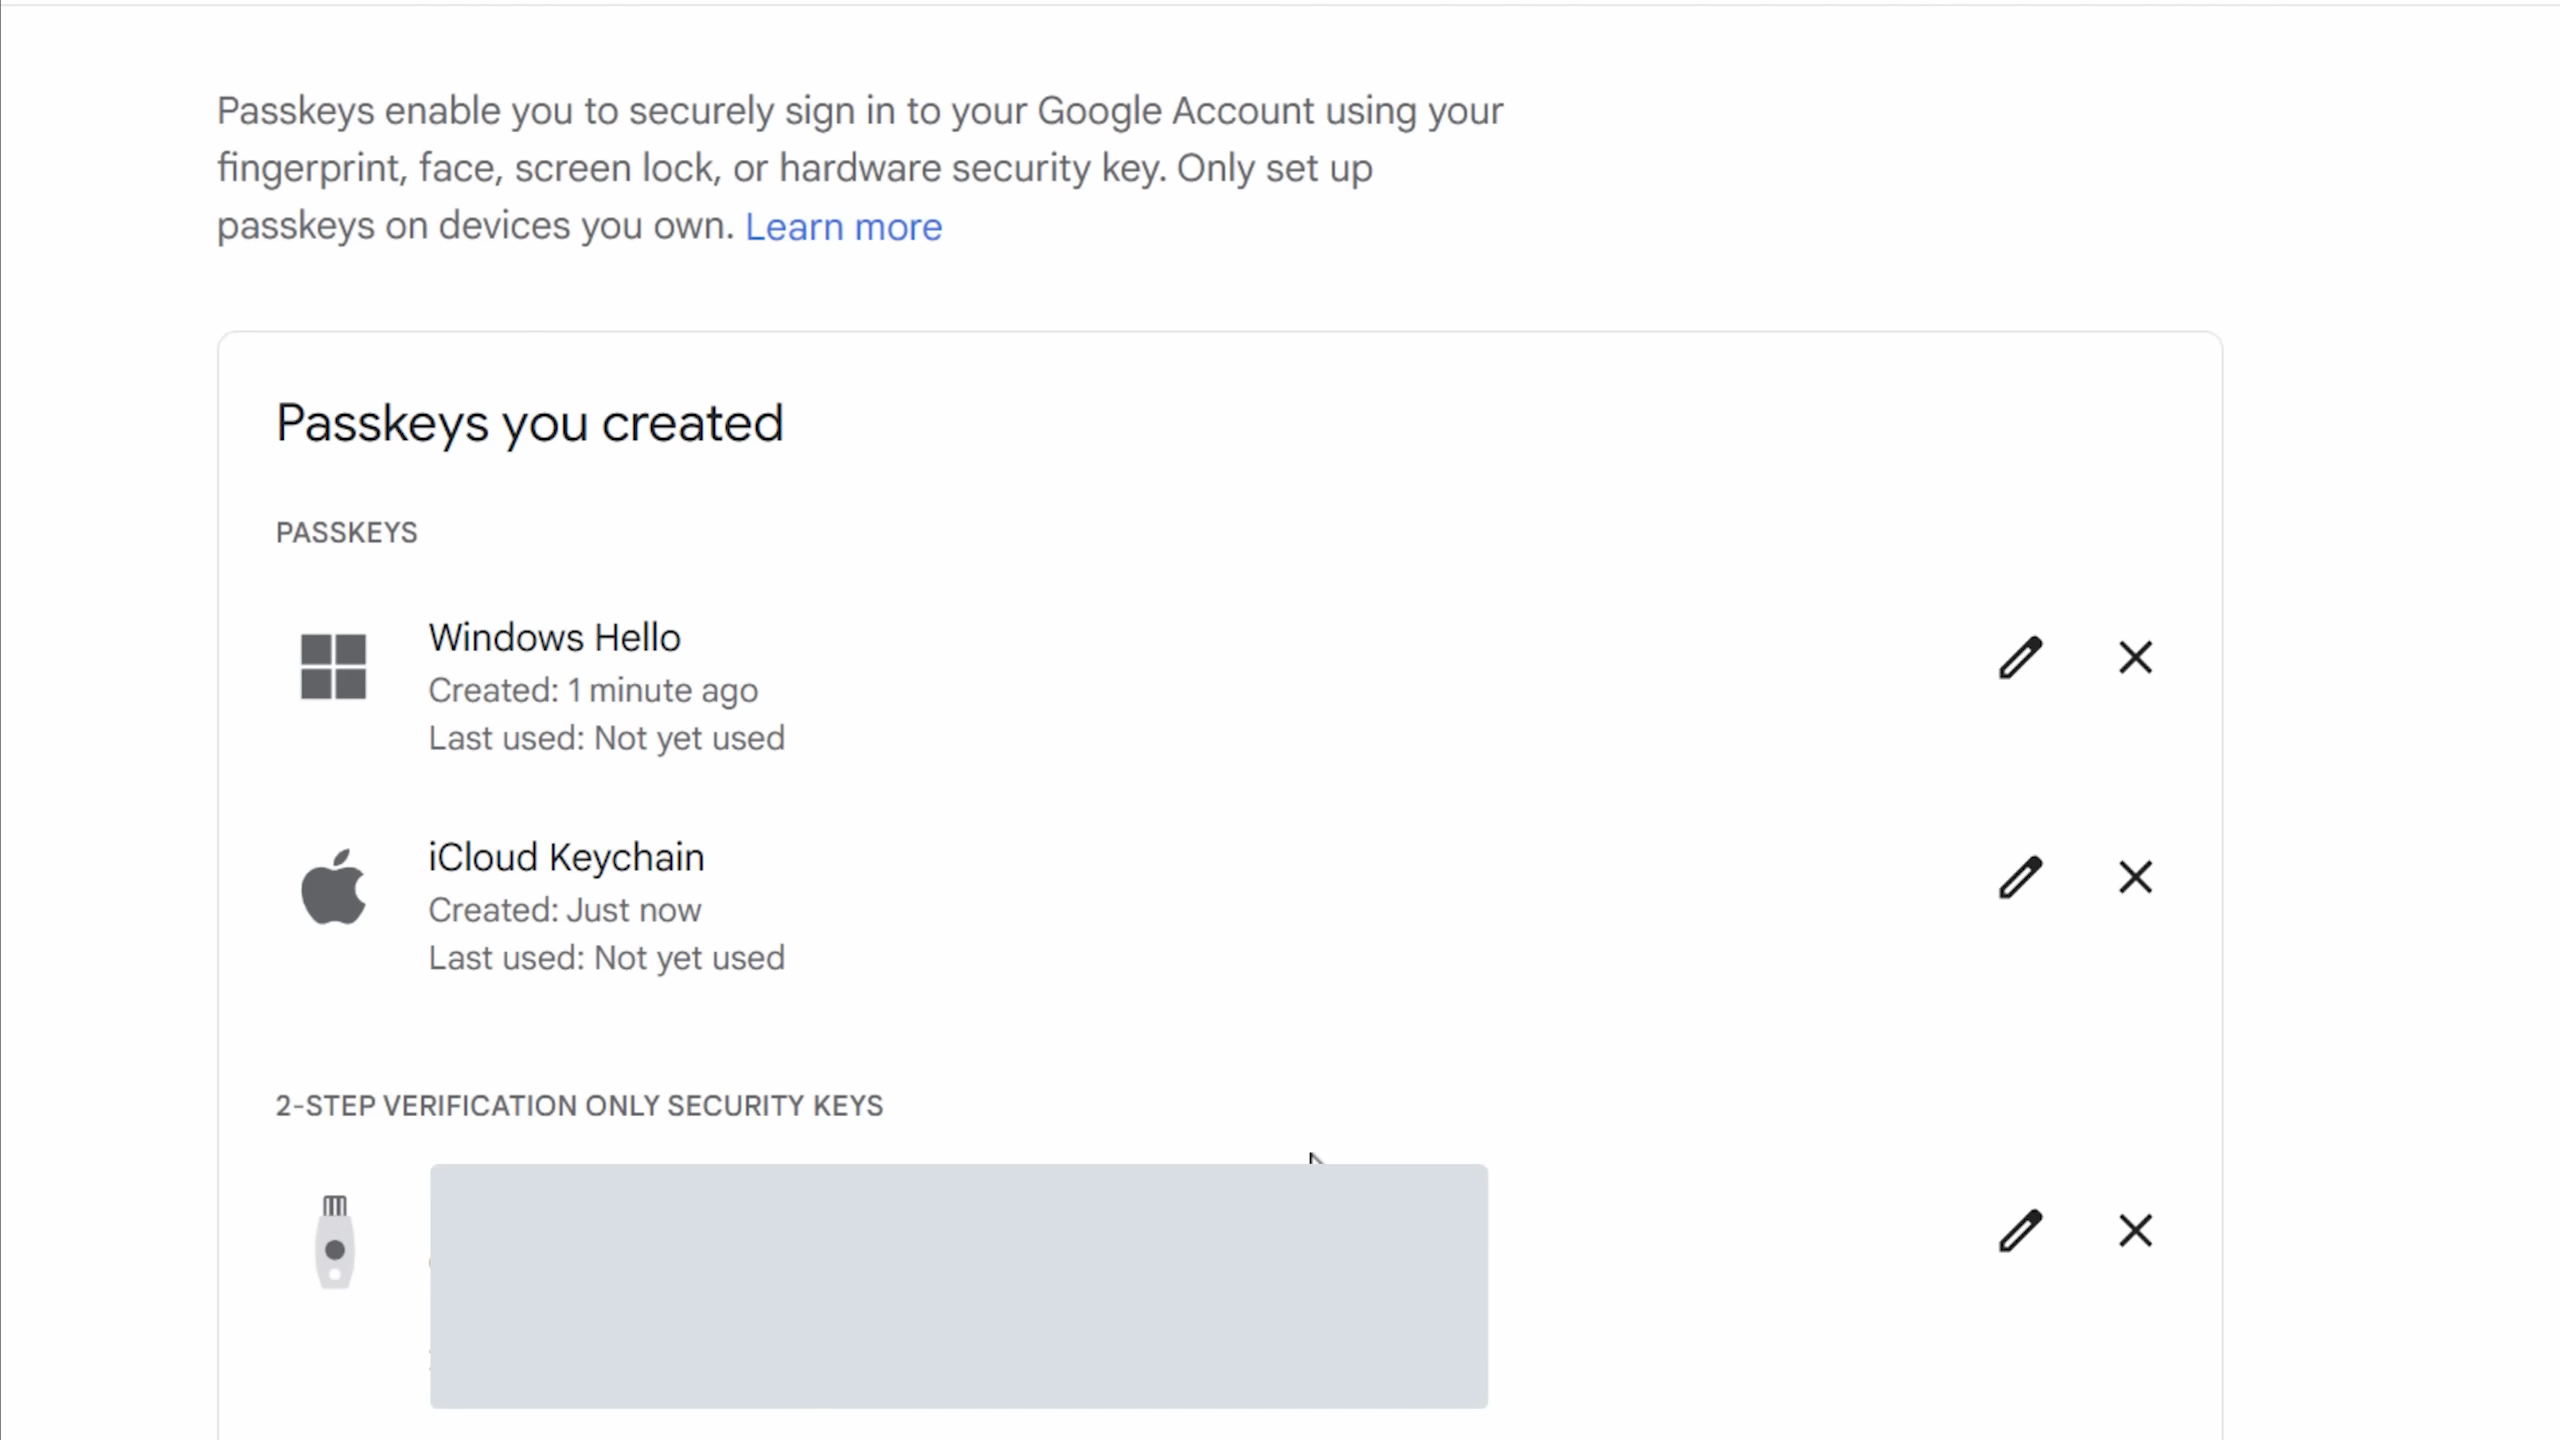 Passkeys enable you to securely sign in to your Google Account using your
fingerprint, face, screen lock, or hardware security key. Only set up
passkeys on devices you own. Learn more
Passkeys you created
PASSKEYS
Windows Hello
Created: 1 minute ago
Last used: Not yet used
iCloud Keychain
Created: Just now
Last used: Not yet used
2-STEP VERIFICATION ONLY SECURITY KEYS